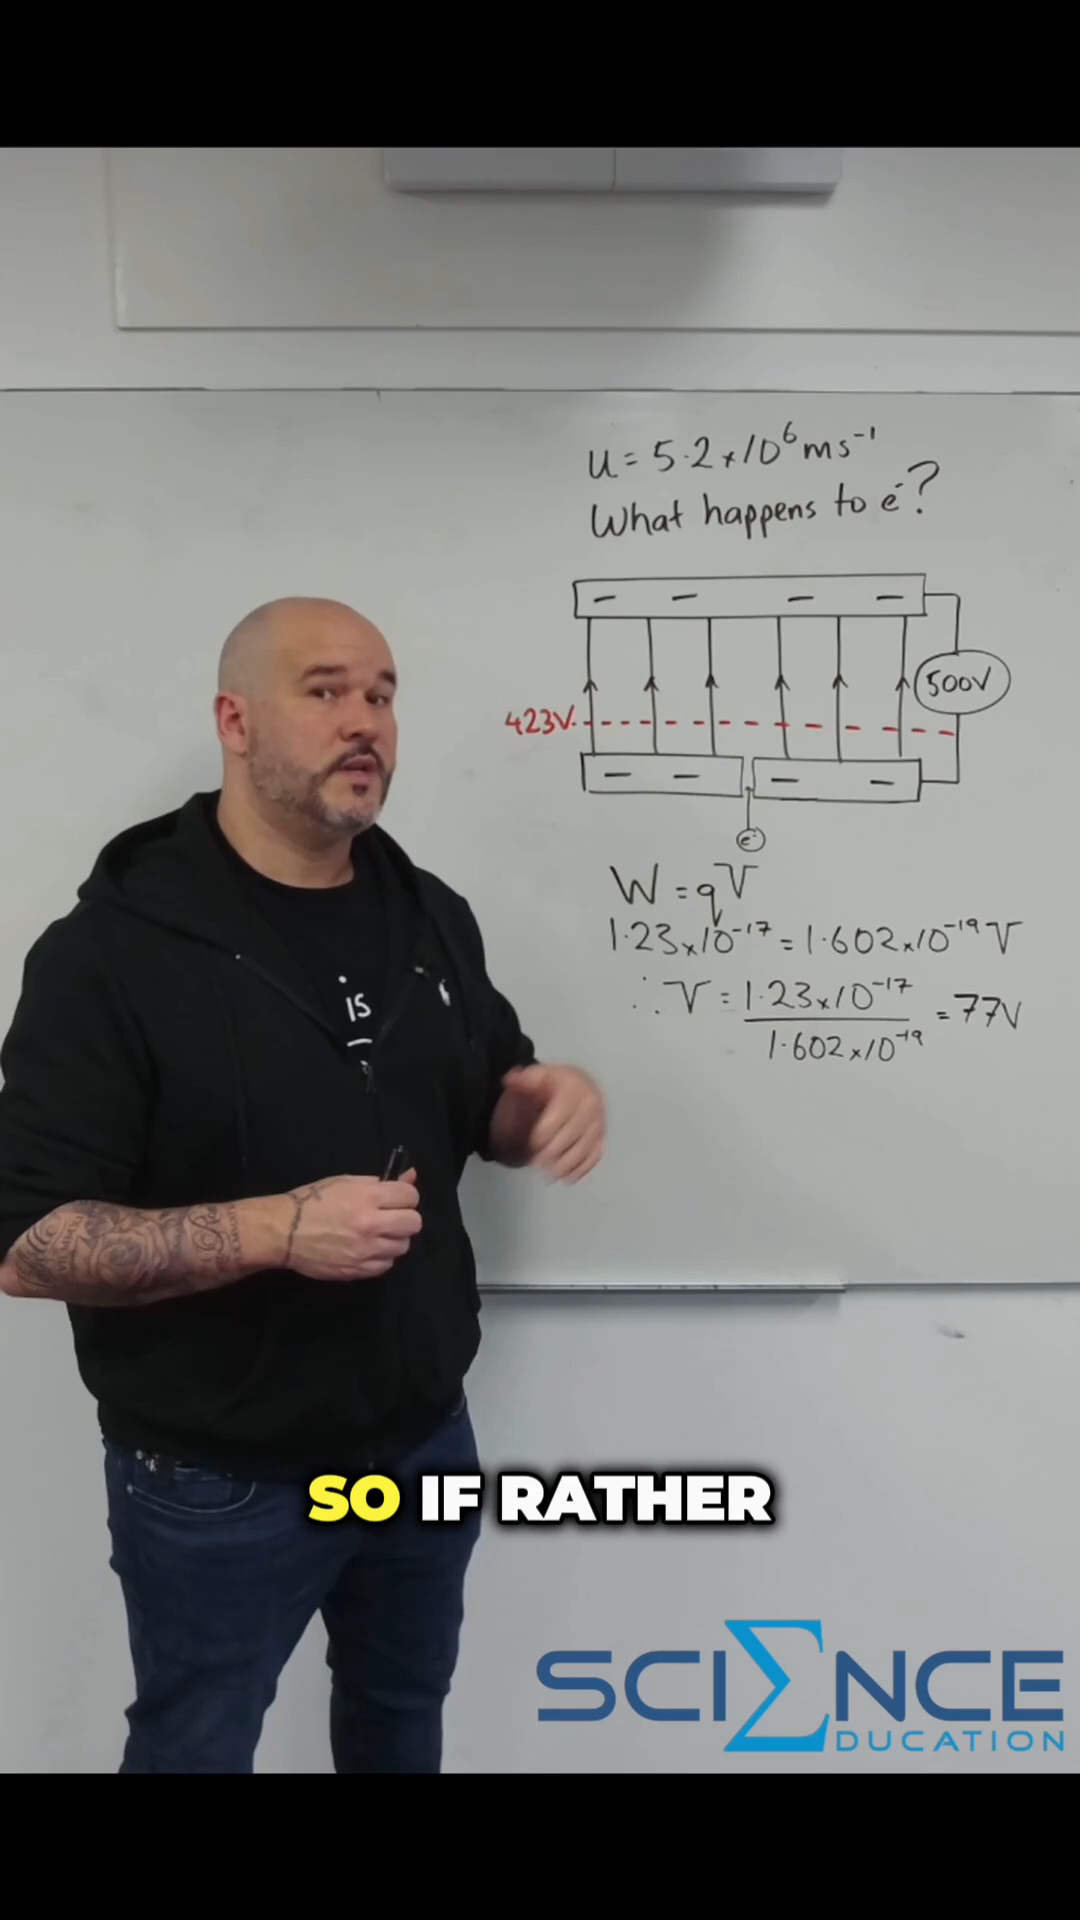 u = 5.2 x 10⁶ ms⁻¹
What happens to e⁻?
— — — —
500V
423V
— — — —
e⁻
W = qV
1.23 x 10⁻¹⁷ = 1.602 x 10⁻¹⁹ V
∴ V = 1.23 x 10⁻¹⁷ / 1.602 x 10⁻¹⁹ = 77V
is
SO IF RATHER
SCIΣNCE
DUCATION